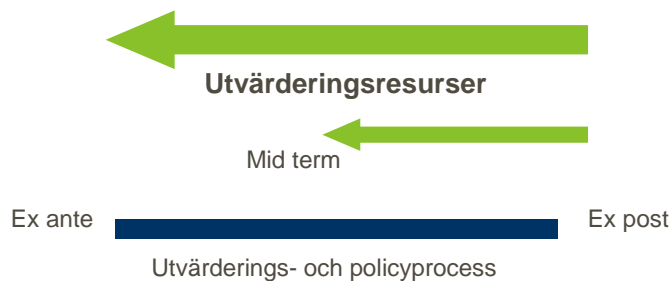 Utvärderingsresurser
Mid term
Ex ante
Ex post
Utvärderings- och policyprocess